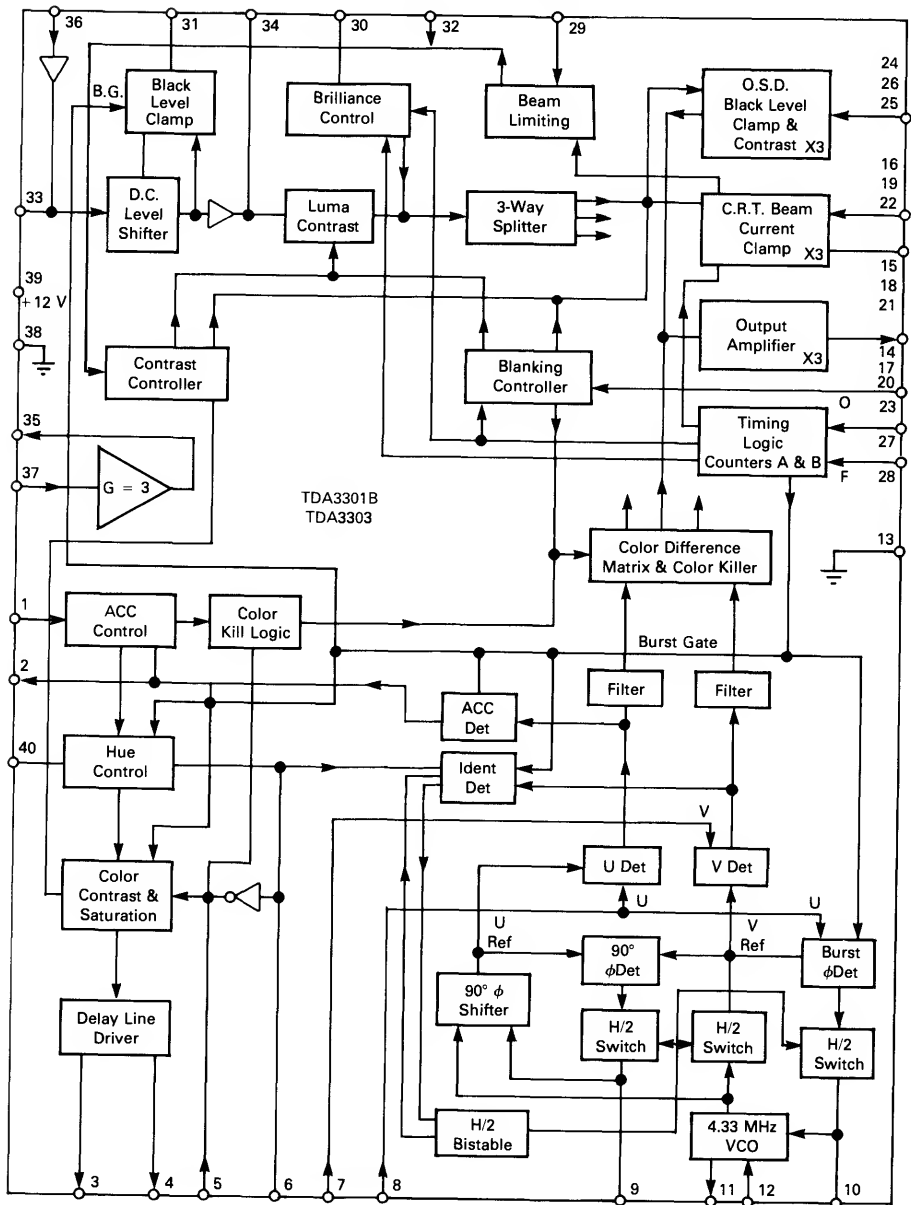 36
31
34
30
32
29
24
26
25
B.G.
Black
Level
Clamp
Brilliance
Control
Beam
Limiting
O.S.D.
Black Level
Clamp &
Contrast
X3
16
19
22
33
D.C.
Level
Shifter
Luma
Contrast
3-Way
Splitter
C.R.T. Beam
Current
Clamp
X3
15
18
21
39
+12 V
38
Contrast
Controller
Blanking
Controller
Output
Amplifier
X3
14
17
20
35
37
G = 3
TDA3301B
TDA3303
O
23
Timing
Logic
Counters A & B
27
F
28
Color Difference
Matrix & Color Killer
13
1
ACC
Control
Color
Kill Logic
Burst Gate
2
Filter
Filter
ACC
Det
40
Hue
Control
Ident
Det
V
Color
Contrast &
Saturation
U Det
V Det
U
U
U
Ref
V
Ref
90°
ϕDet
Burst
ϕDet
90° ϕ
Shifter
H/2
Switch
H/2
Switch
H/2
Switch
Delay Line
Driver
H/2
Bistable
4.33 MHz
VCO
3
4
5
6
7
8
9
11
12
10